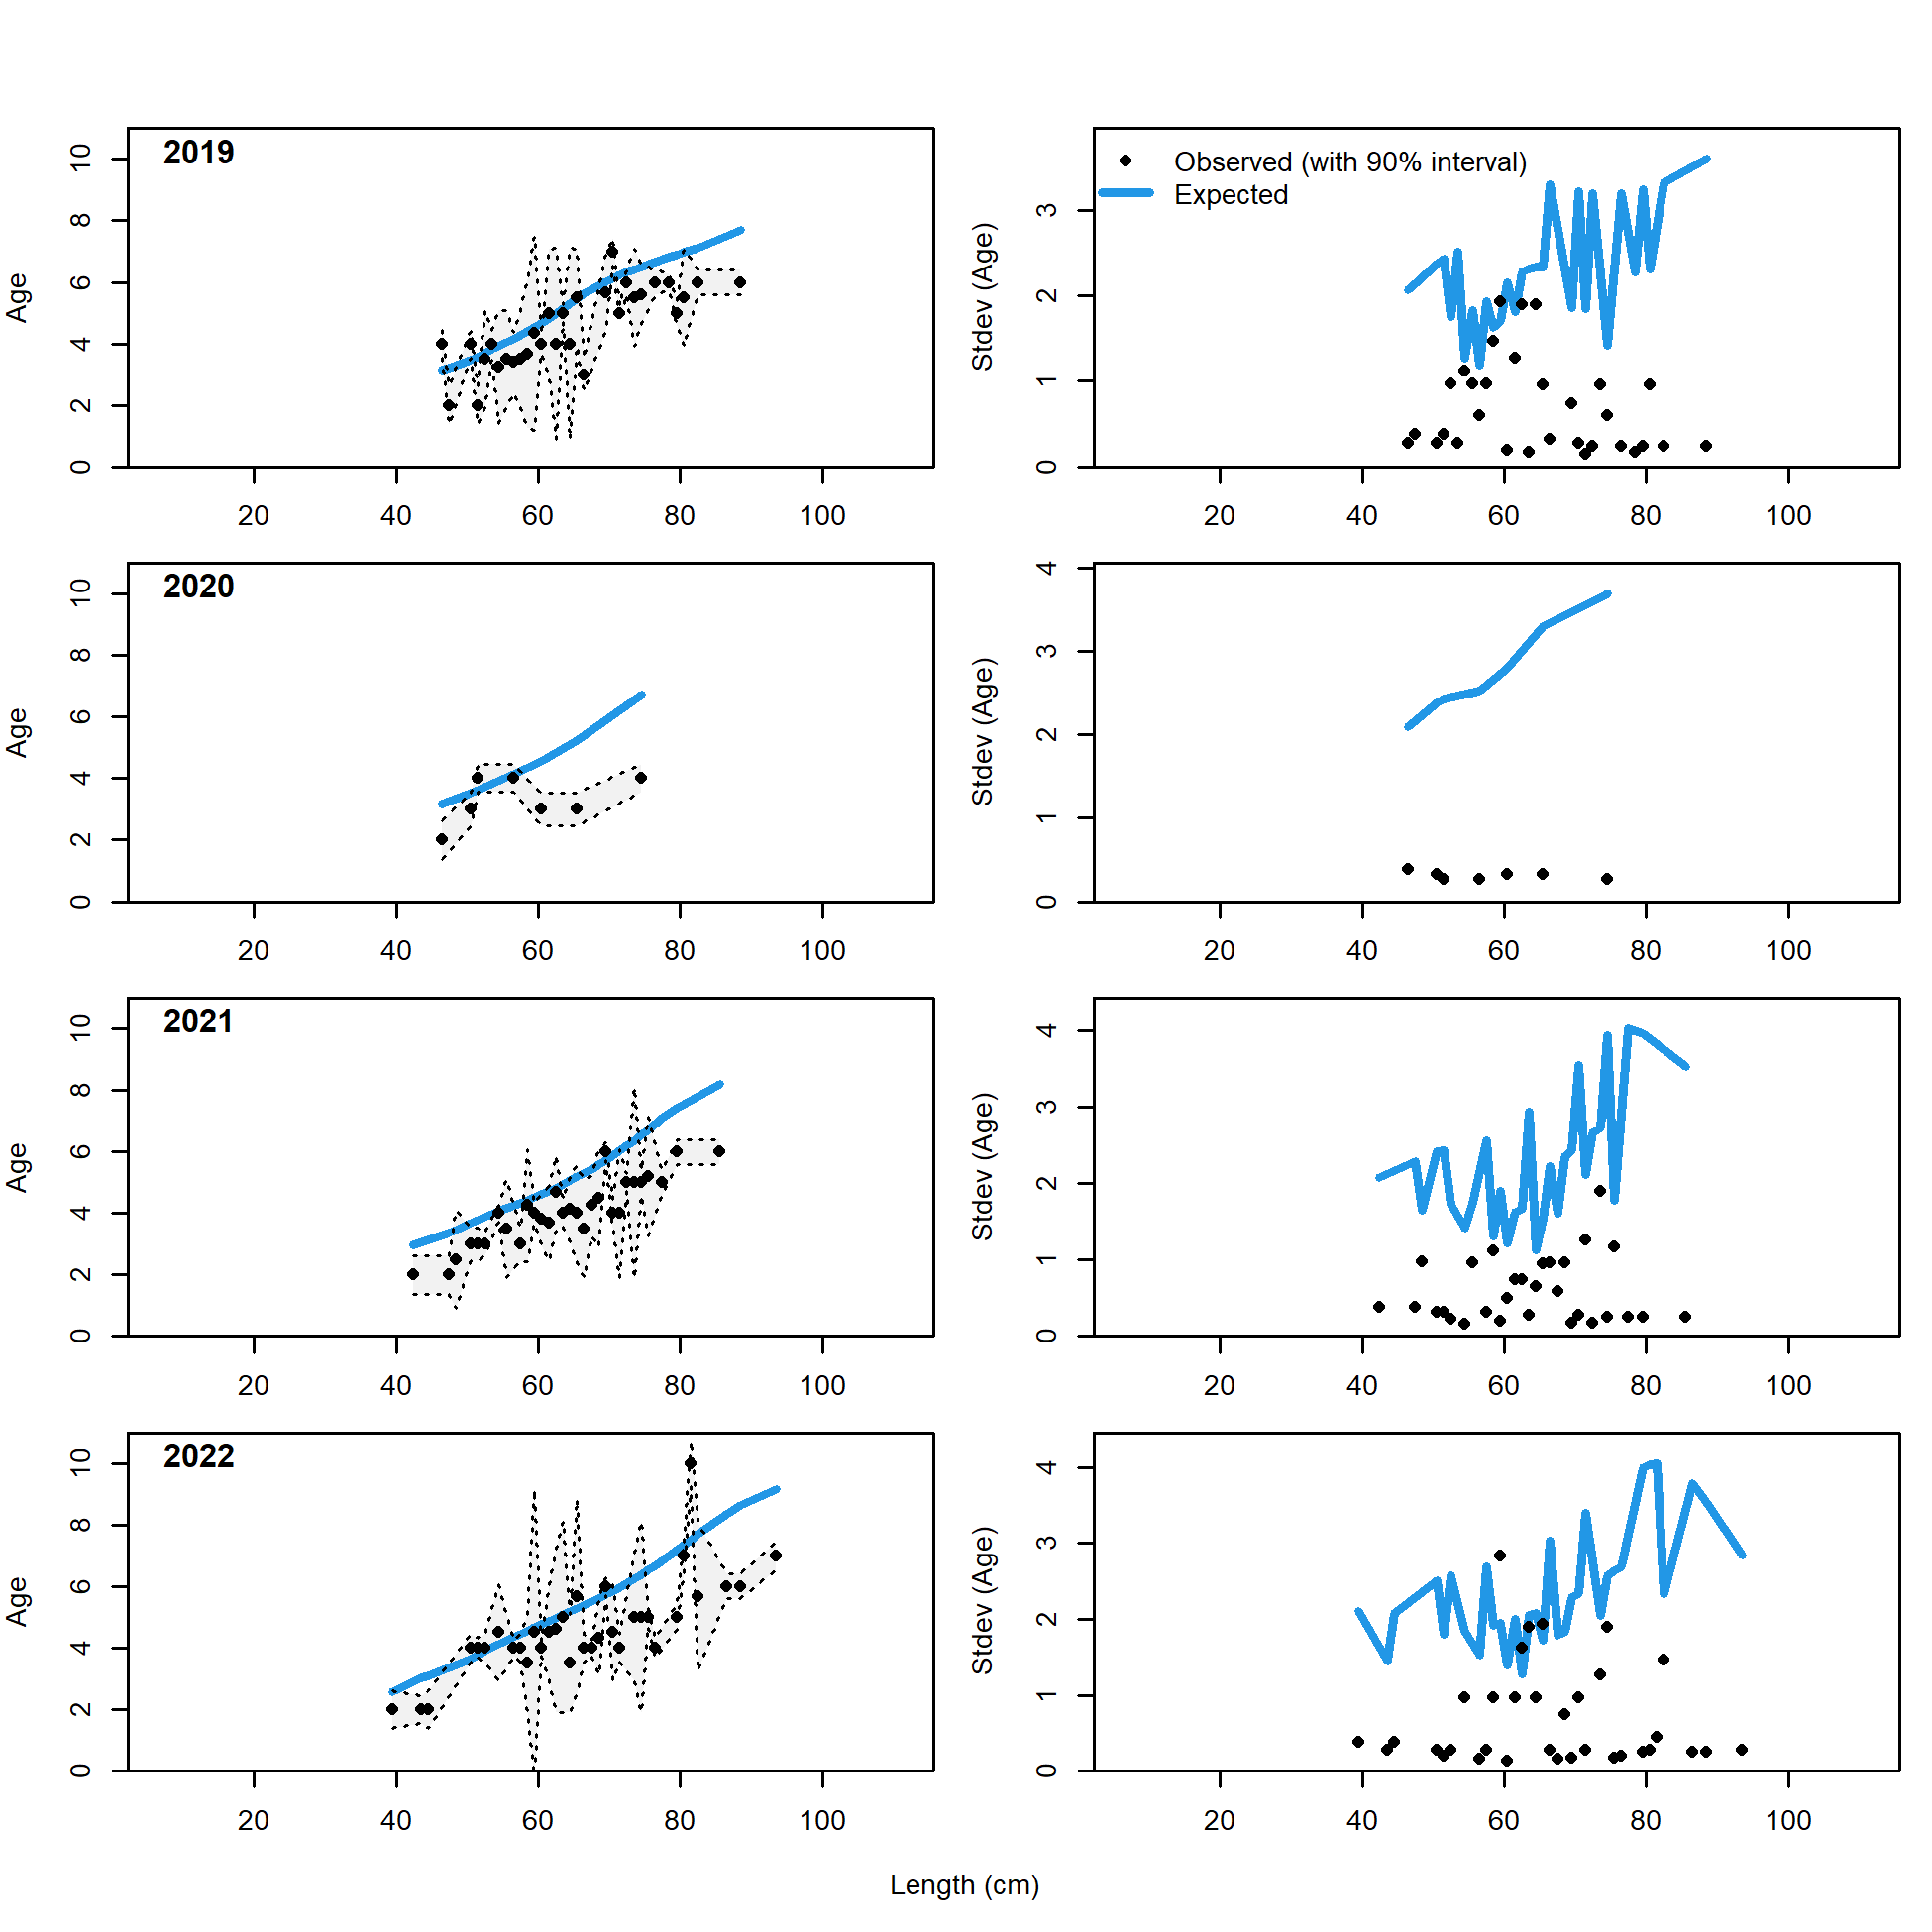 2019
Age
0 2 4 6 8 10
20 40 60 80 100
Observed (with 90% interval)
Expected
Stdev (Age)
0 1 2 3
20 40 60 80 100
2020
Age
0 2 4 6 8 10
20 40 60 80 100
Stdev (Age)
0 1 2 3 4
20 40 60 80 100
2021
Age
0 2 4 6 8 10
20 40 60 80 100
Stdev (Age)
0 1 2 3 4
20 40 60 80 100
2022
Age
0 2 4 6 8 10
20 40 60 80 100
Stdev (Age)
0 1 2 3 4
20 40 60 80 100
Length (cm)